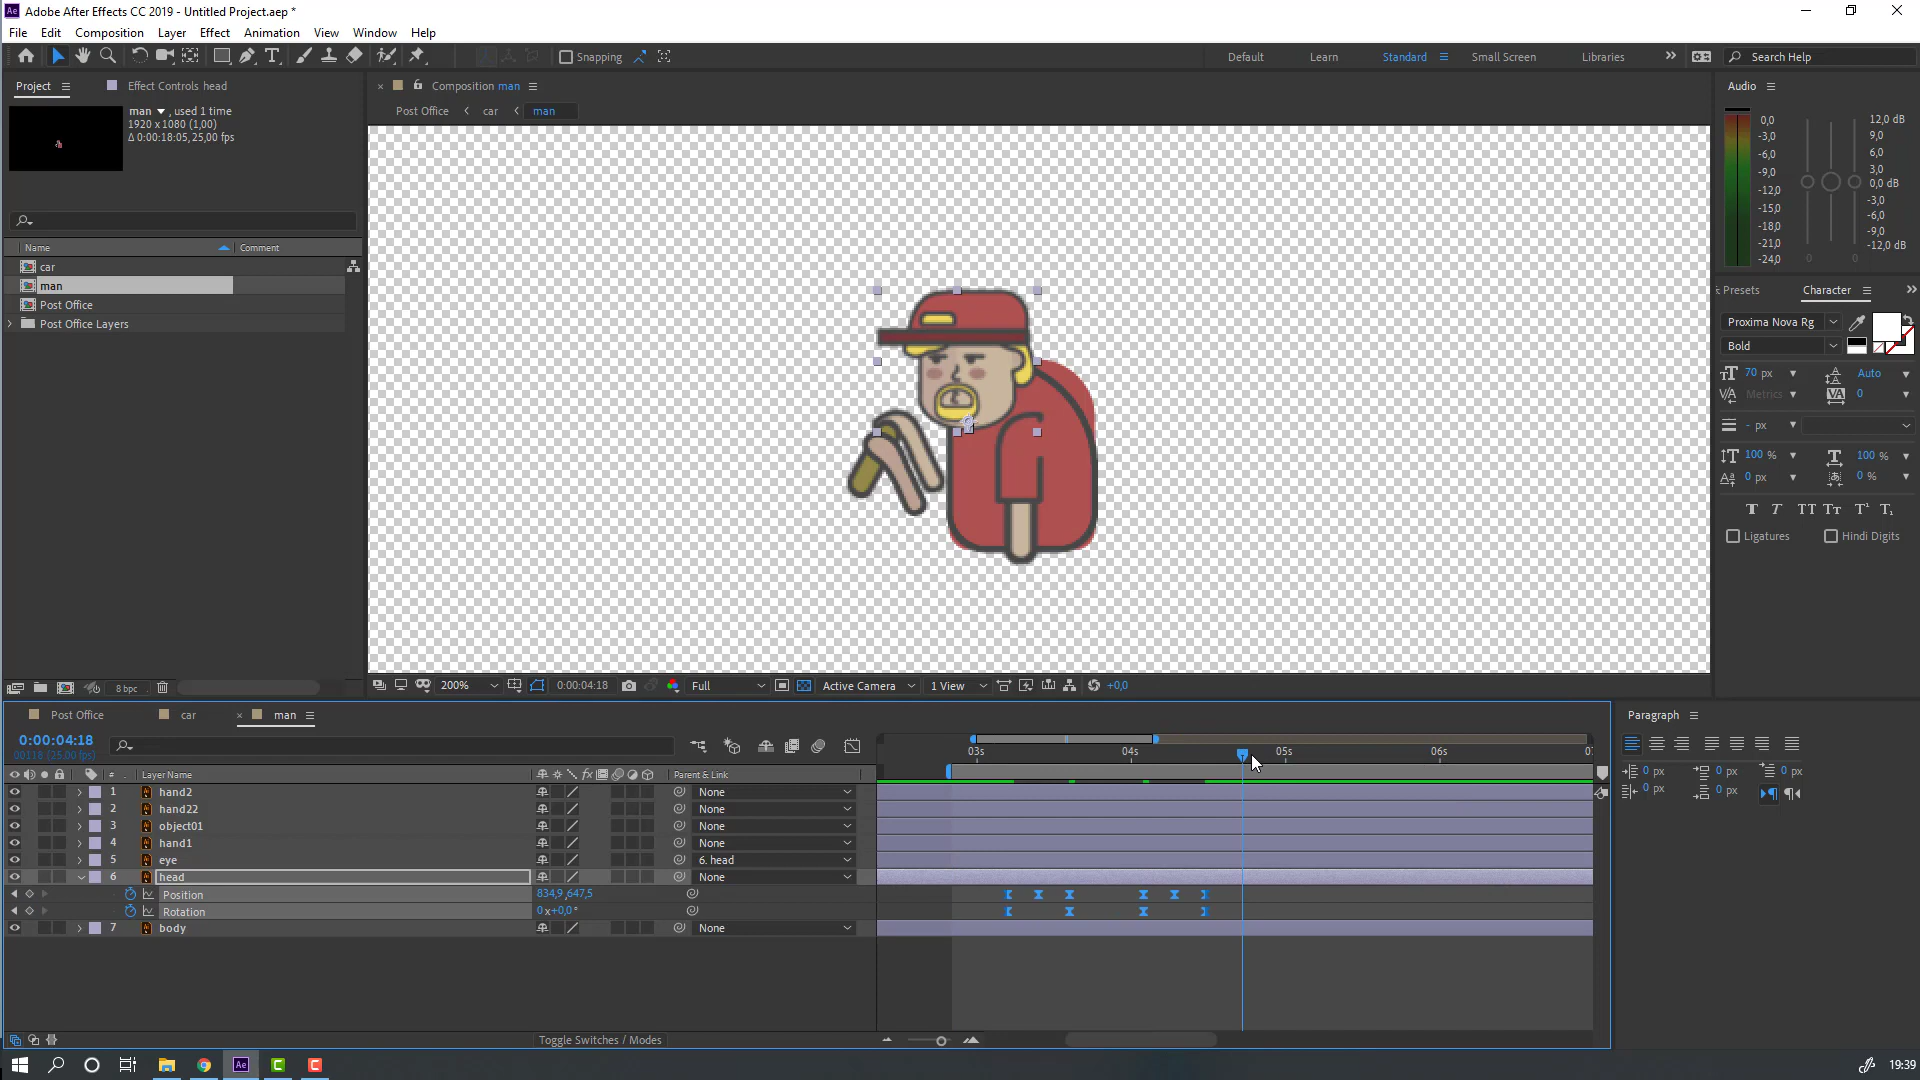 Adobe After Effects CC 2019 - Untitled Project.aep *
File Edit Composition Layer Effect Animation View Window Help
Snapping
Default Learn Standard Small Screen Libraries Search Help
Project Effect Controls head
man , used 1 time
1920 x 1080 (1,00)
Δ 0:00:18:05, 25,00 fps
Name Comment
car
man
Post Office
Post Office Layers
8 bpc
Composition man
Post Office car man
200% 0:00:04:18 Full Active Camera 1 View +0,0
Audio
0,0
-3,0
-6,0
-9,0
-12,0
-15,0
-18,0
-21,0
-24,0
0 0
12,0 dB
9,0
6,0
3,0
0,0 dB
-3,0
-6,0
-9,0
-12,0 dB
Presets Character
Proxima Nova Rg
Bold
70 px Auto
Metrics 0
- px
100 % 100 %
0 px 0 %
Ligatures Hindi Digits
Post Office car man
0:00:04:18
00118 (25.00 fps)
# Layer Name Parent & Link
03s 04s 05s 06s
1 hand2 None
2 hand22 None
3 object01 None
4 hand1 None
5 eye 6. head
6 head None
Position 834,9,647,5
Rotation 0x+0,0°
7 body None
Toggle Switches / Modes
Paragraph
0 px 0 px 0 px
0 px 0 px
19:39